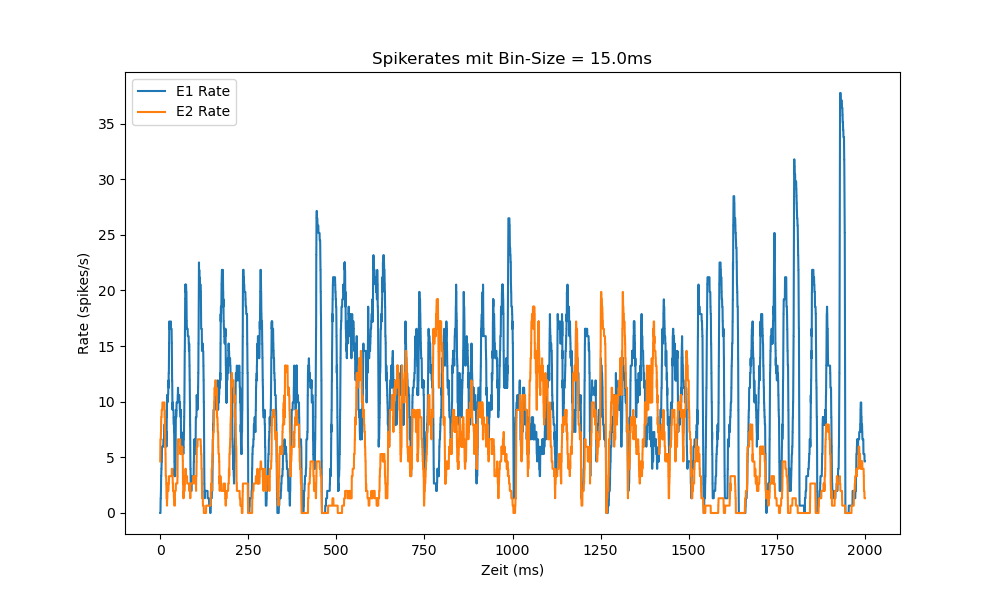 Spikerates mit Bin-Size = 15.0ms
E1 Rate
E2 Rate
Rate (spikes/s)
35
30
25
20
15
10
5
0
0 250 500 750 1000 1250 1500 1750 2000
Zeit (ms)